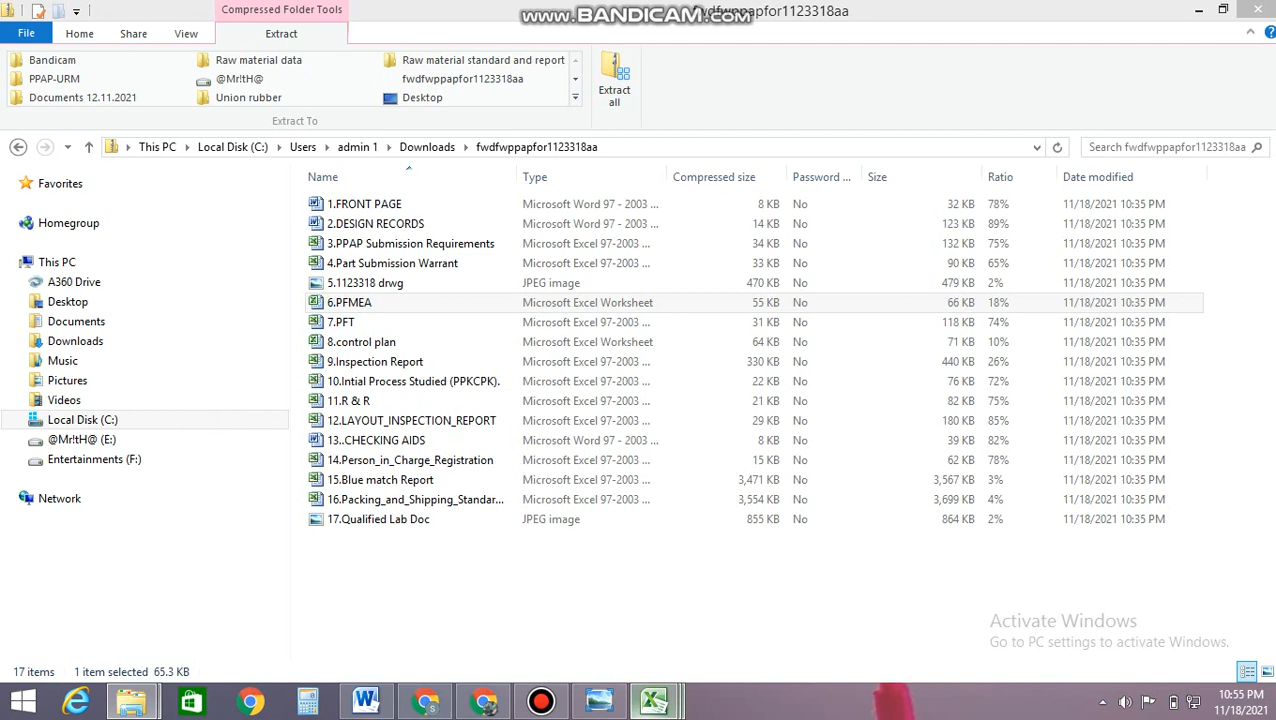 Compressed Folder Tools
www.BANDICAM.com
fwdfwppapfor1123318aa
File Home Share View Extract
Bandicam Raw material data Raw material standard and report
PPAP-URM @Mr!tH@ fwdfwppapfor1123318aa
Documents 12.11.2021 Union rubber Desktop
Extract all
Extract To
This PC Local Disk (C:) Users admin 1 Downloads fwdfwppapfor1123318aa Search fwdfwppapfor1123318aa
Name Type Compressed size Password ... Size Ratio Date modified
Favorites
Homegroup
This PC
A360 Drive
Desktop
Documents
Downloads
Music
Pictures
Videos
Local Disk (C:)
@Mr!tH@ (E:)
Entertainments (F:)
Network
1.FRONT PAGE Microsoft Word 97 - 2003 ... 8 KB No 32 KB 78% 11/18/2021 10:35 PM
2.DESIGN RECORDS Microsoft Word 97 - 2003 ... 14 KB No 123 KB 89% 11/18/2021 10:35 PM
3.PPAP Submission Requirements Microsoft Excel 97-2003 ... 34 KB No 132 KB 75% 11/18/2021 10:35 PM
4.Part Submission Warrant Microsoft Excel 97-2003 ... 33 KB No 90 KB 65% 11/18/2021 10:35 PM
5.1123318 drwg JPEG image 470 KB No 479 KB 2% 11/18/2021 10:35 PM
6.PFMEA Microsoft Excel Worksheet 55 KB No 66 KB 18% 11/18/2021 10:35 PM
7.PFT Microsoft Excel 97-2003 ... 31 KB No 118 KB 74% 11/18/2021 10:35 PM
8.control plan Microsoft Excel Worksheet 64 KB No 71 KB 10% 11/18/2021 10:35 PM
9.Inspection Report Microsoft Excel 97-2003 ... 330 KB No 440 KB 26% 11/18/2021 10:35 PM
10.Intial Process Studied (PPKCPK). Microsoft Excel 97-2003 ... 22 KB No 76 KB 72% 11/18/2021 10:35 PM
11.R & R Microsoft Excel 97-2003 ... 21 KB No 82 KB 75% 11/18/2021 10:35 PM
12.LAYOUT_INSPECTION_REPORT Microsoft Excel 97-2003 ... 29 KB No 180 KB 85% 11/18/2021 10:35 PM
13..CHECKING AIDS Microsoft Word 97 - 2003 ... 8 KB No 39 KB 82% 11/18/2021 10:35 PM
14.Person_in_Charge_Registration Microsoft Excel 97-2003 ... 15 KB No 62 KB 78% 11/18/2021 10:35 PM
15.Blue match Report Microsoft Excel 97-2003 ... 3,471 KB No 3,567 KB 3% 11/18/2021 10:35 PM
16.Packing_and_Shipping_Standar... Microsoft Excel 97-2003 ... 3,554 KB No 3,699 KB 4% 11/18/2021 10:35 PM
17.Qualified Lab Doc JPEG image 855 KB No 864 KB 2% 11/18/2021 10:35 PM
Activate Windows
Go to PC settings to activate Windows.
17 items 1 item selected 65.3 KB
10:55 PM
11/18/2021